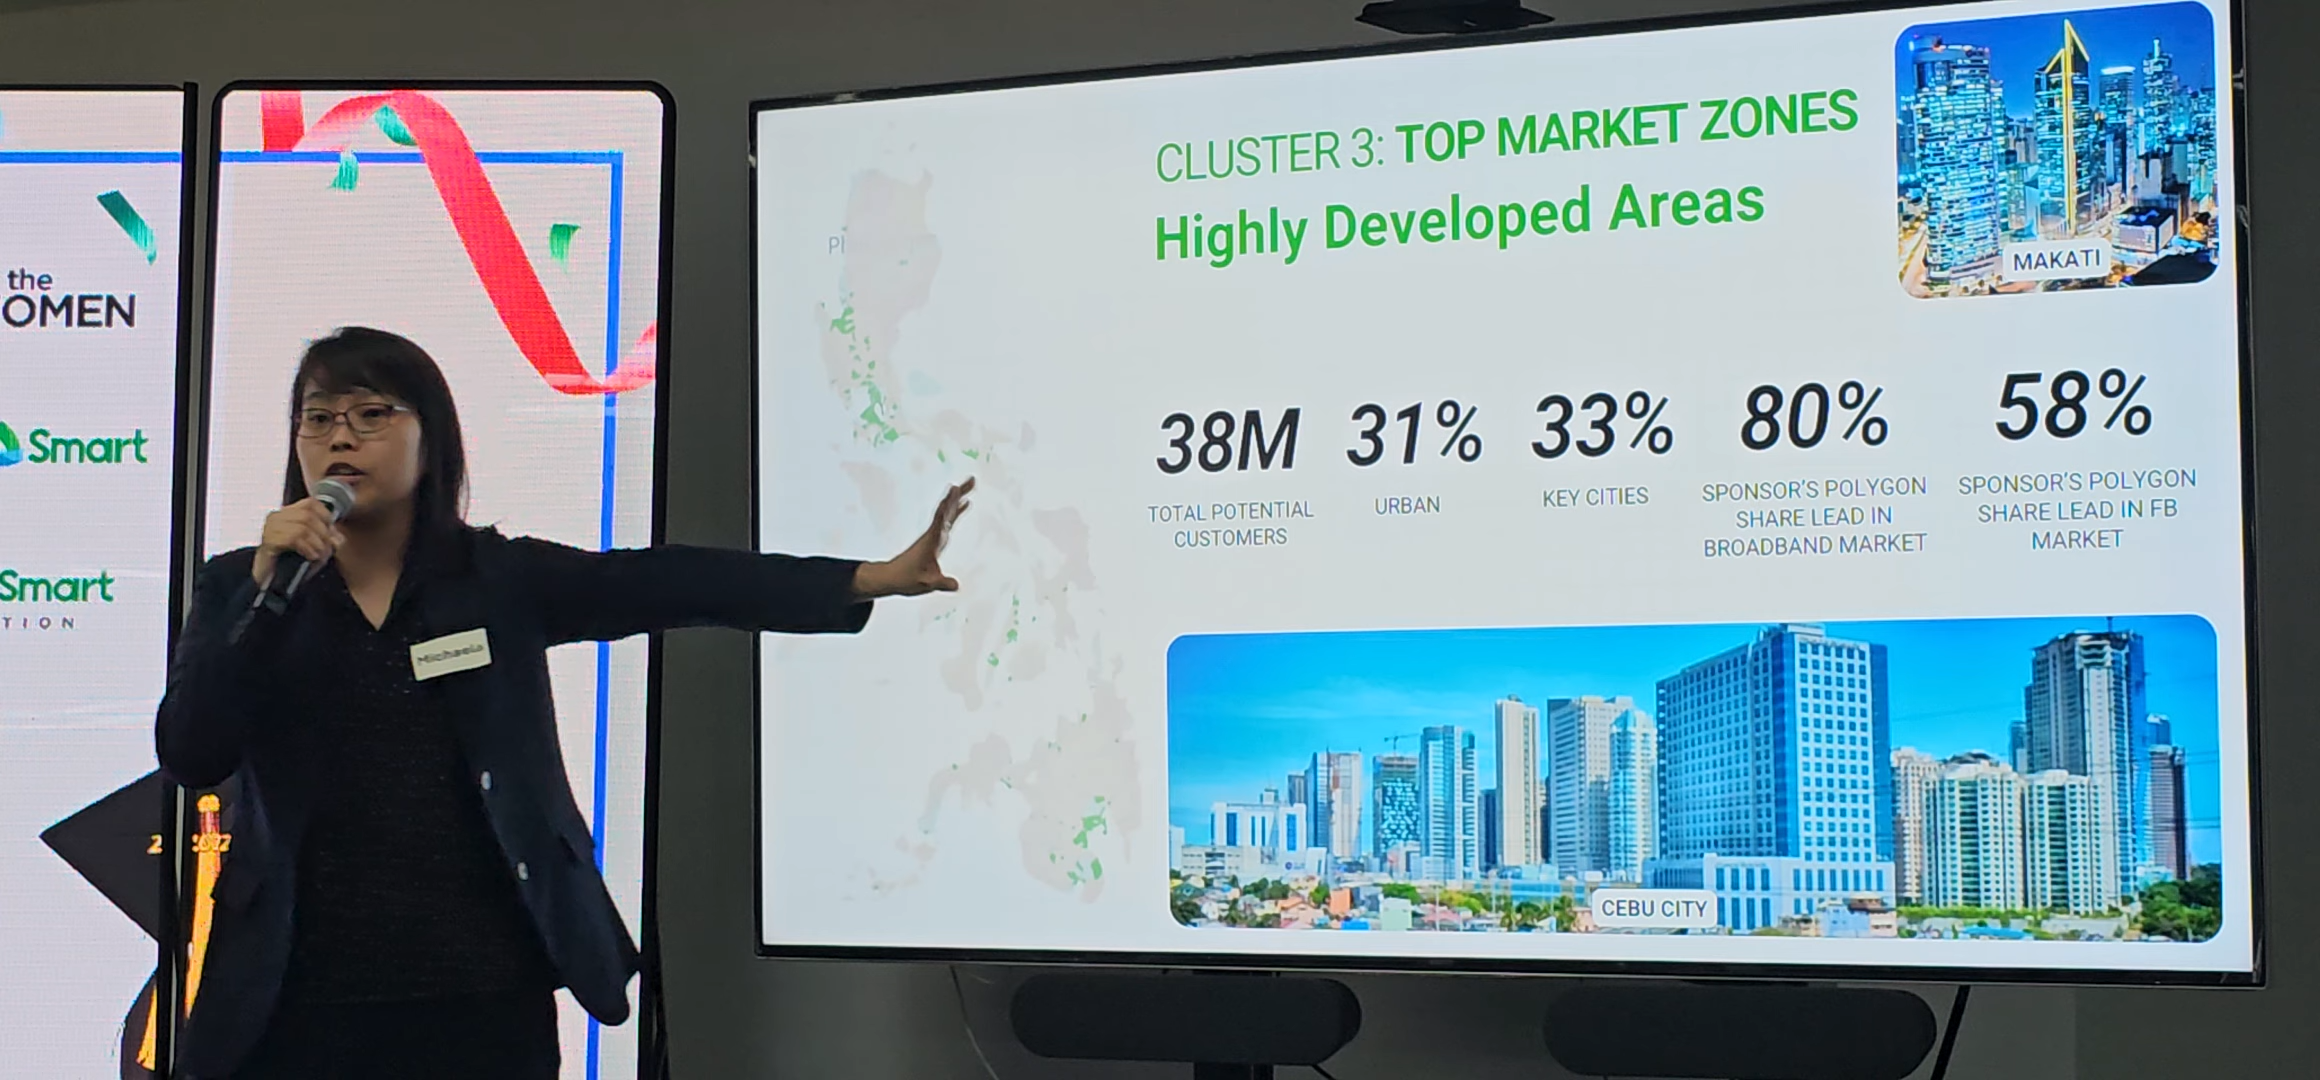 the
OMEN
Smart
Smart
TION
Michaela
CLUSTER 3: TOP MARKET ZONES
Highly Developed Areas
MAKATI
38M
TOTAL POTENTIAL
CUSTOMERS
31%
URBAN
33%
KEY CITIES
80%
SPONSOR'S POLYGON
SHARE LEAD IN
BROADBAND MARKET
58%
SPONSOR'S POLYGON
SHARE LEAD IN FB
MARKET
CEBU CITY